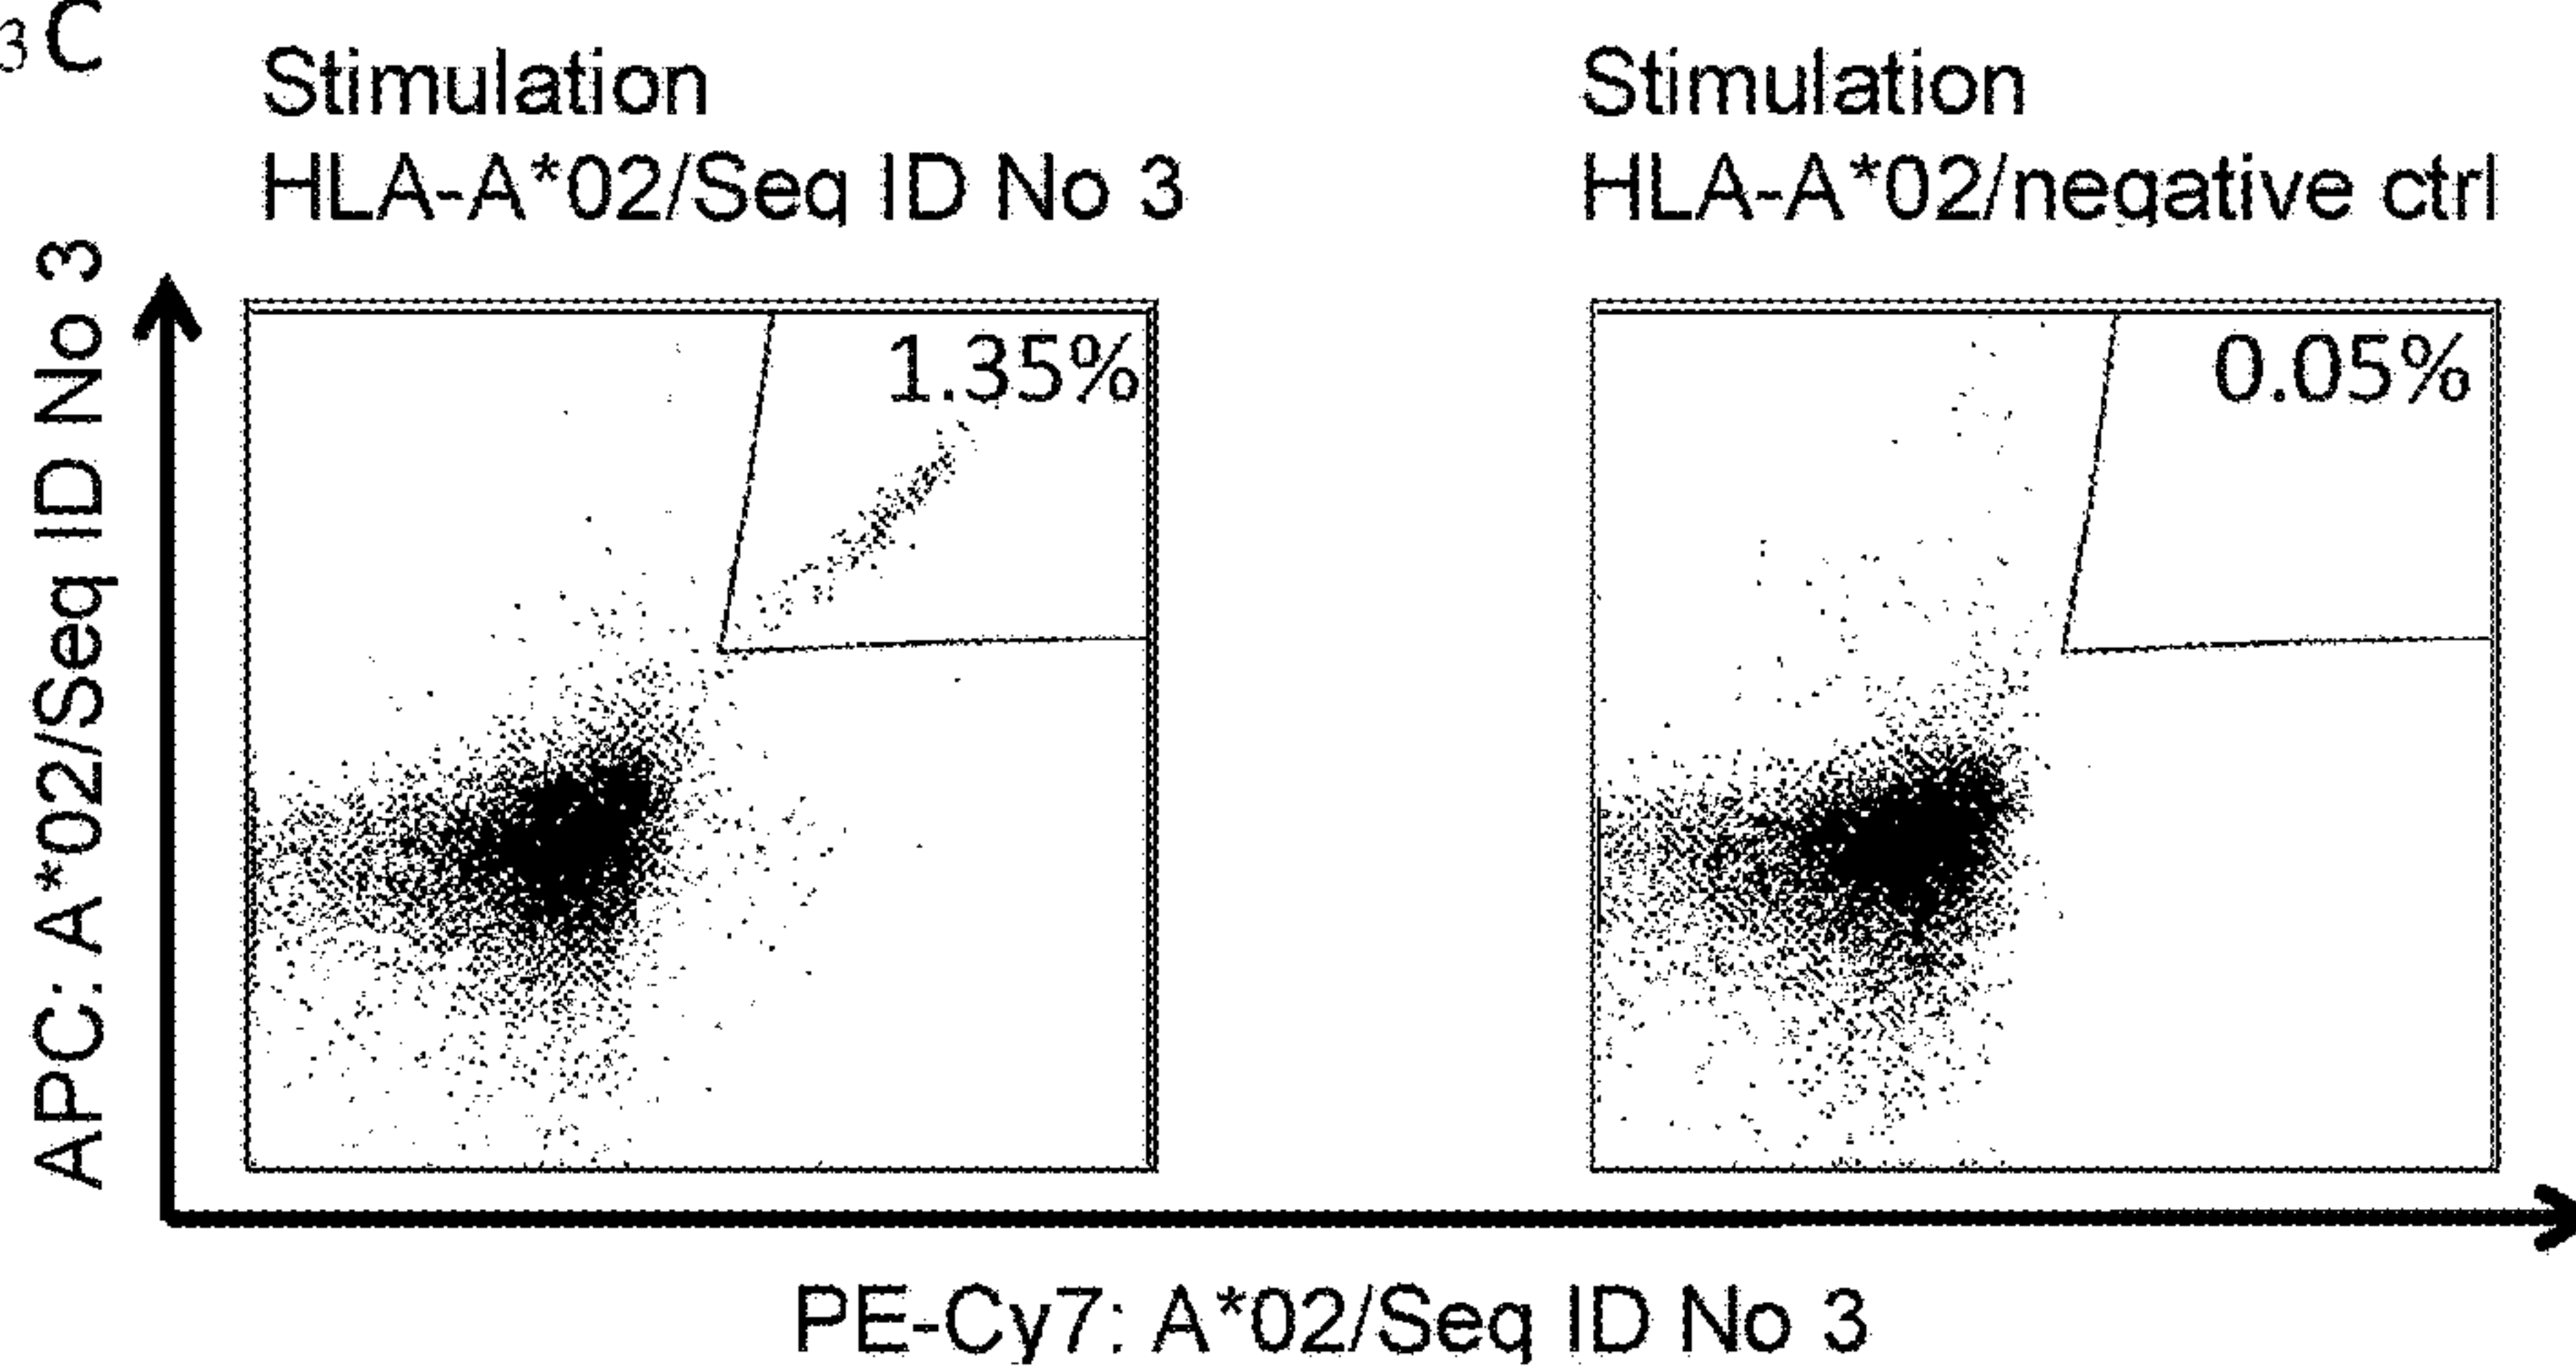 3C
Stimulation
HLA-A*02/Seq ID No 3
Stimulation
HLA-A*02/negative ctrl
APC: A*02/Seq ID No 3
1.35%
0.05%
PE-Cy7: A*02/Seq ID No 3